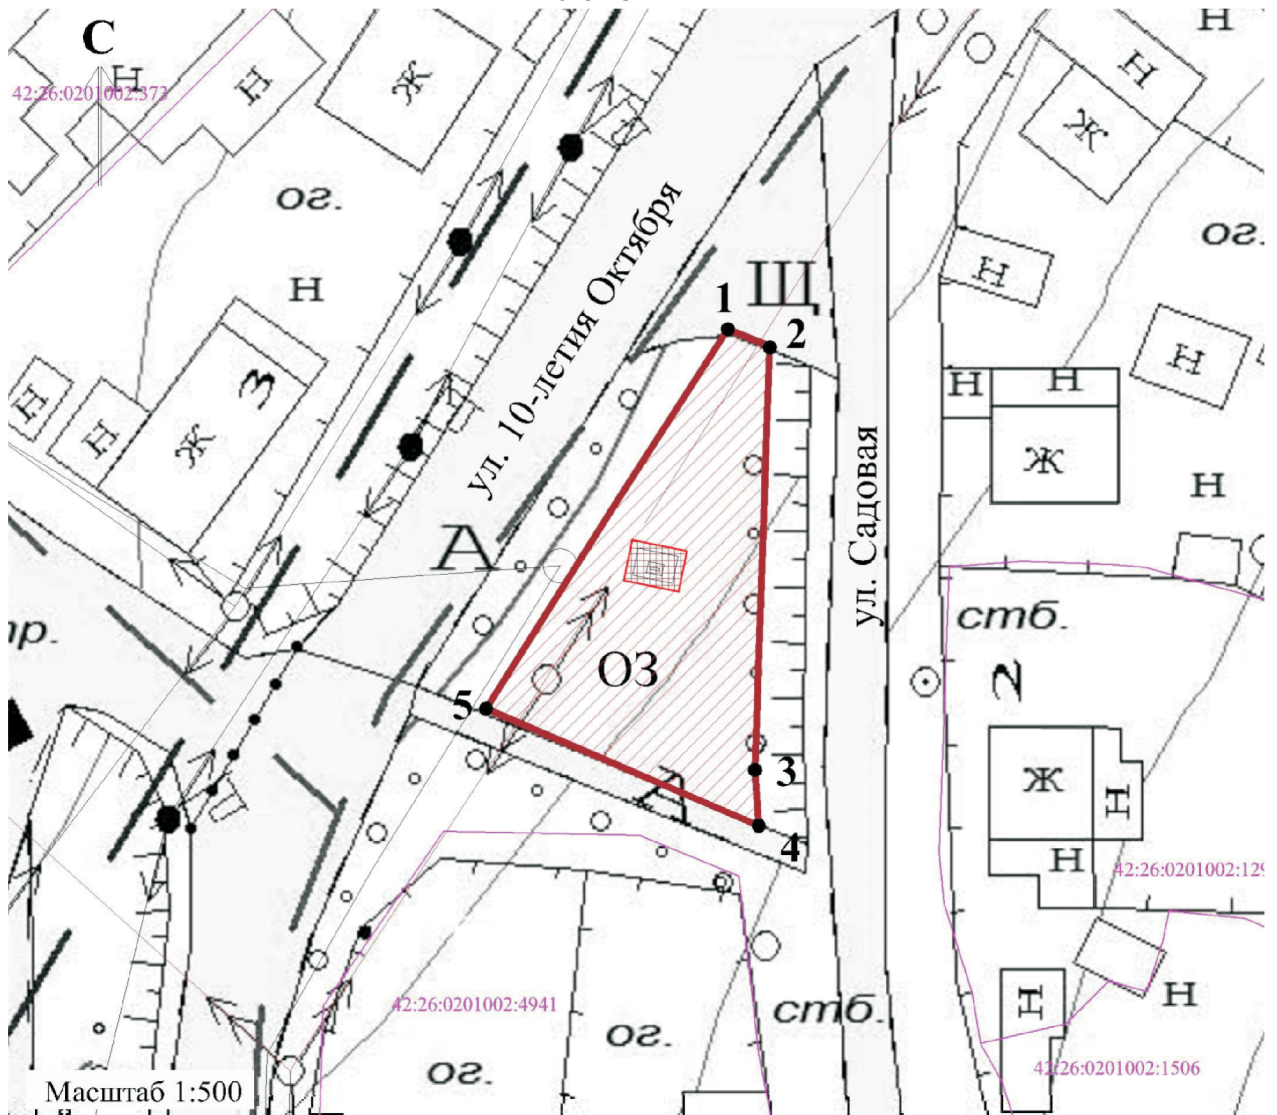 С
Н
Н
Ж
Н
Н
Ж
42:26:0201002:373
ог.
ог.
Н
Н
ул. 10-летия Октября
Щ
1
2
Н
З
Н
Н
Ж
Н
Н
Ж
Н
ул. Садовая
А
стб.
пр.
ОЗ
2
5
3
Ж
Н
А
4
Н
42:26:0201002:129
42:26:0201002:4941
стб.
Н
Н
ог.
ог.
42:26:0201002:1506
Масштаб 1:500